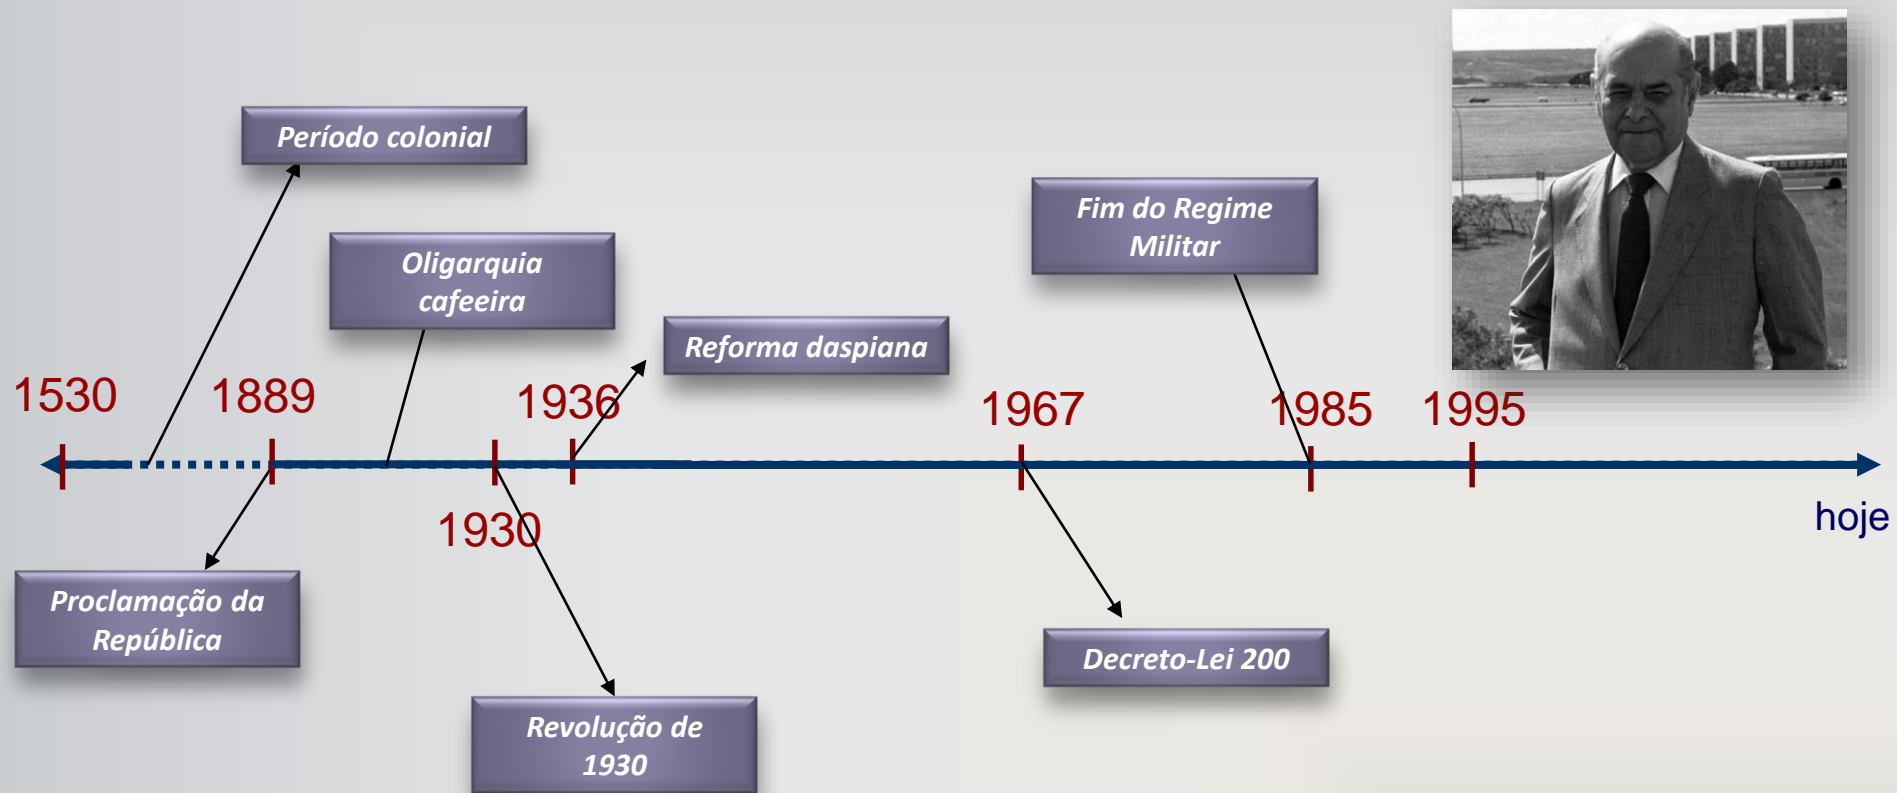 Período colonial
Fim do Regime
Militar
Oligarquia
cafeeira
Reforma daspiana
1530
1889
1936
1967
1985
1995
1930
hoje
Proclamação da
República
Decreto-Lei 200
Revolução de
1930